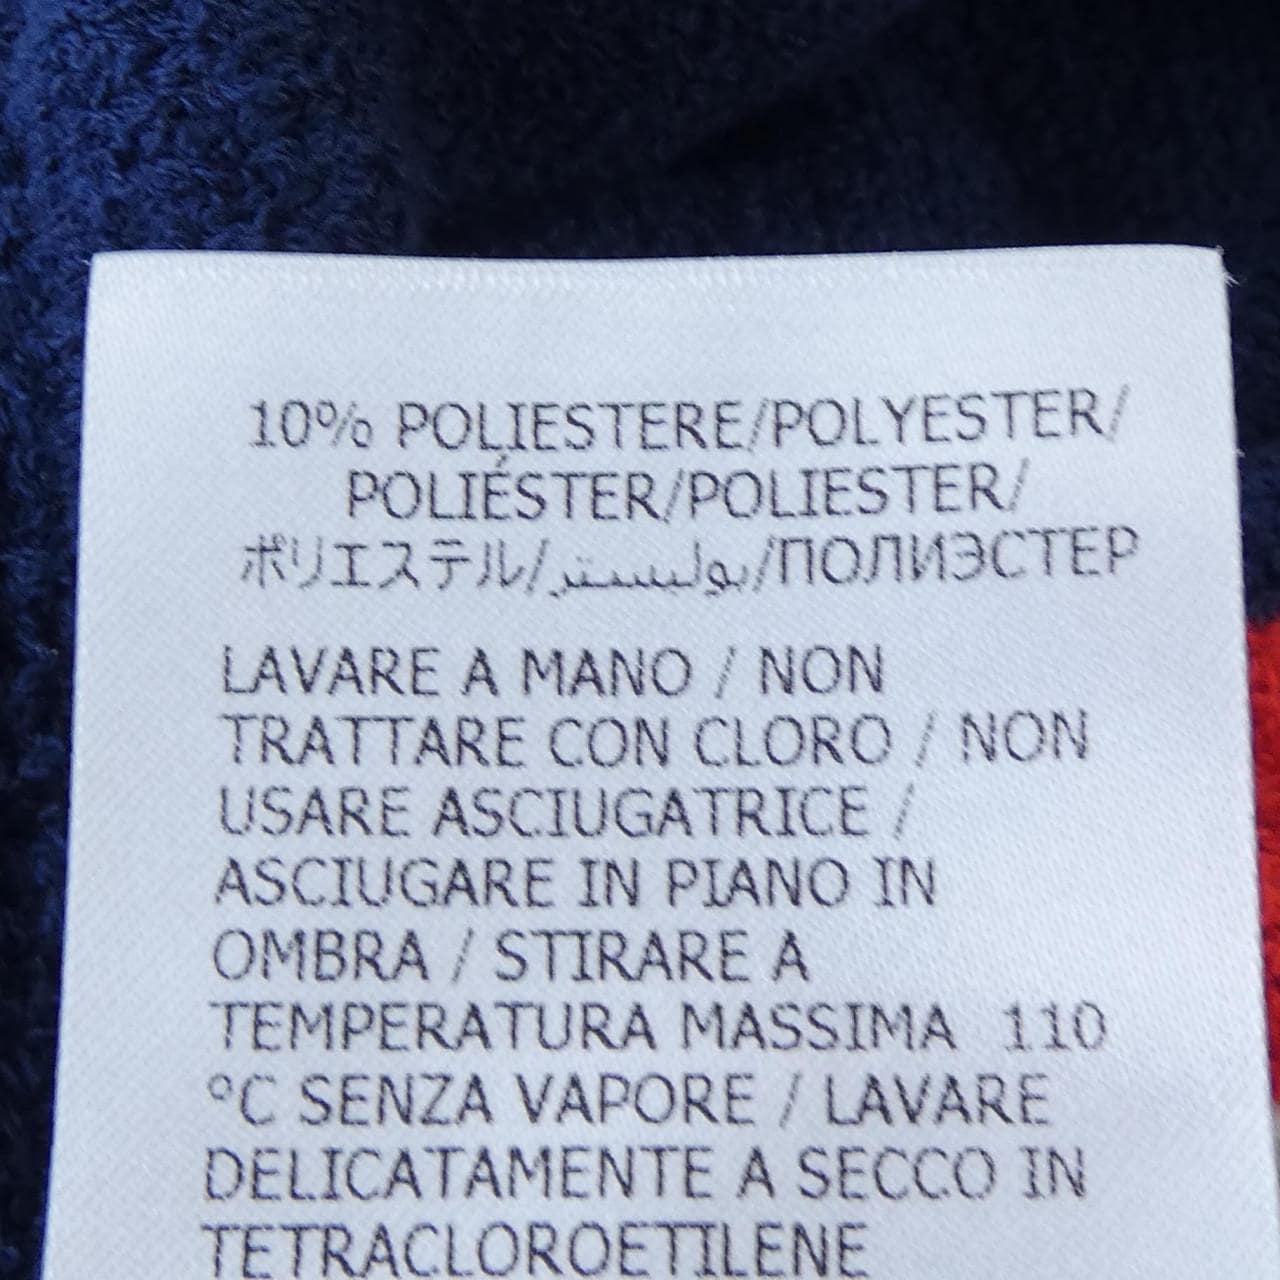 10% POLIESTERE/POLYESTER/
POLIÉSTER/POLIESTER/
ポリエステル/بوليستر/ПОЛИЭСТЕР
LAVARE A MANO / NON
TRATTARE CON CLORO / NON
USARE ASCIUGATRICE /
ASCIUGARE IN PIANO IN
OMBRA / STIRARE A
TEMPERATURA MASSIMA 110
°C SENZA VAPORE / LAVARE
DELICATAMENTE A SECCO IN
TETRACLOROETILENE